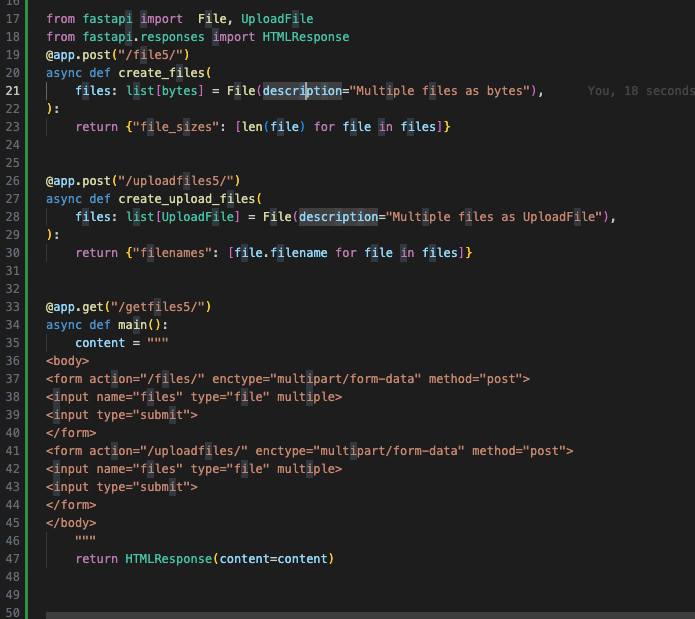 16
17 from fastapi import  File, UploadFile
18 from fastapi.responses import HTMLResponse
19 @app.post("/file5/")
20 async def create_files(
21     files: list[bytes] = File(description="Multiple files as bytes"),      You, 18 seconds
22 ):
23     return {"file_sizes": [len(file) for file in files]}
24
25
26 @app.post("/uploadfiles5/")
27 async def create_upload_files(
28     files: list[UploadFile] = File(description="Multiple files as UploadFile"),
29 ):
30     return {"filenames": [file.filename for file in files]}
31
32
33 @app.get("/getfiles5/")
34 async def main():
35     content = """
36 <body>
37 <form action="/files/" enctype="multipart/form-data" method="post">
38 <input name="files" type="file" multiple>
39 <input type="submit">
40 </form>
41 <form action="/uploadfiles/" enctype="multipart/form-data" method="post">
42 <input name="files" type="file" multiple>
43 <input type="submit">
44 </form>
45 </body>
46     """
47     return HTMLResponse(content=content)
48
49
50